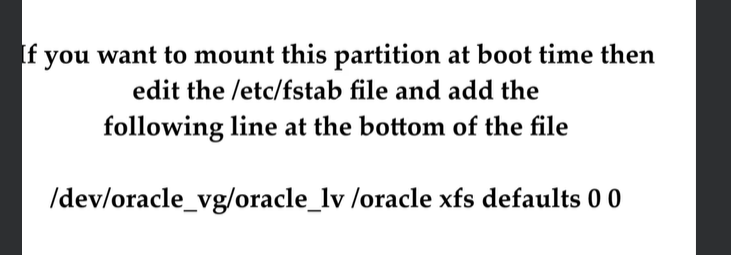 If you want to mount this partition at boot time then
edit the /etc/fstab file and add the
following line at the bottom of the file
/dev/oracle_vg/oracle_lv /oracle xfs defaults 0 0